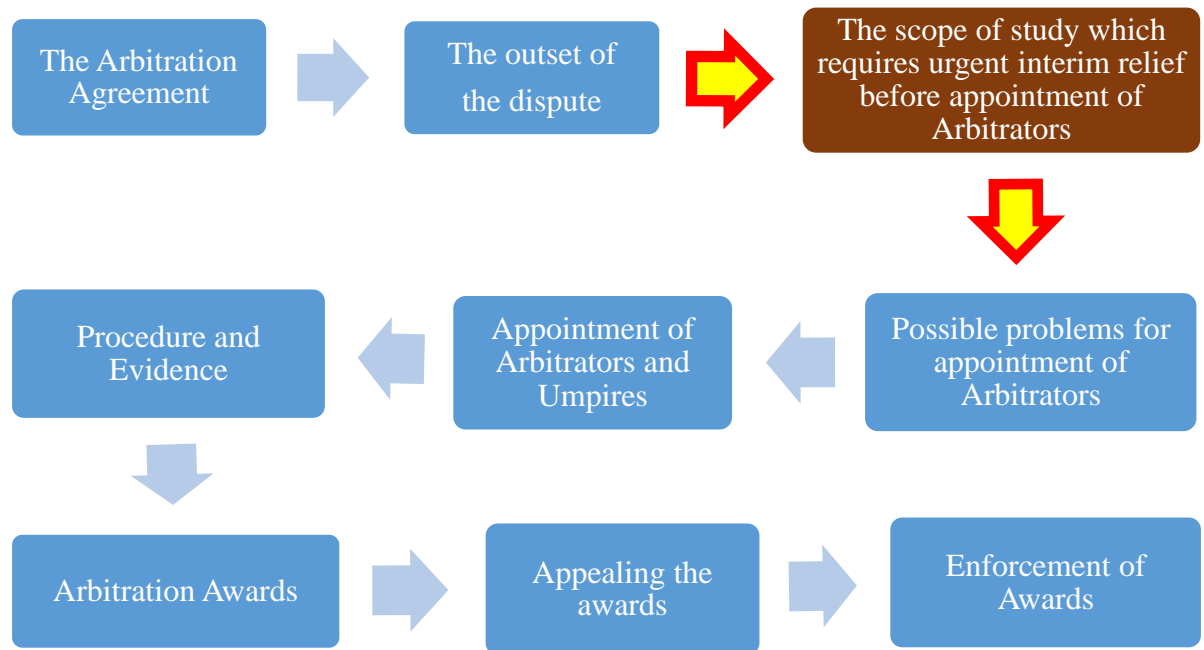 The Arbitration
Agreement
The outset of
the dispute
The scope of study which
requires urgent interim relief
before appointment of
Arbitrators
Possible problems for
appointment of
Arbitrators
Appointment of
Arbitrators and
Umpires
Procedure and
Evidence
Arbitration Awards
Appealing the
awards
Enforcement of
Awards